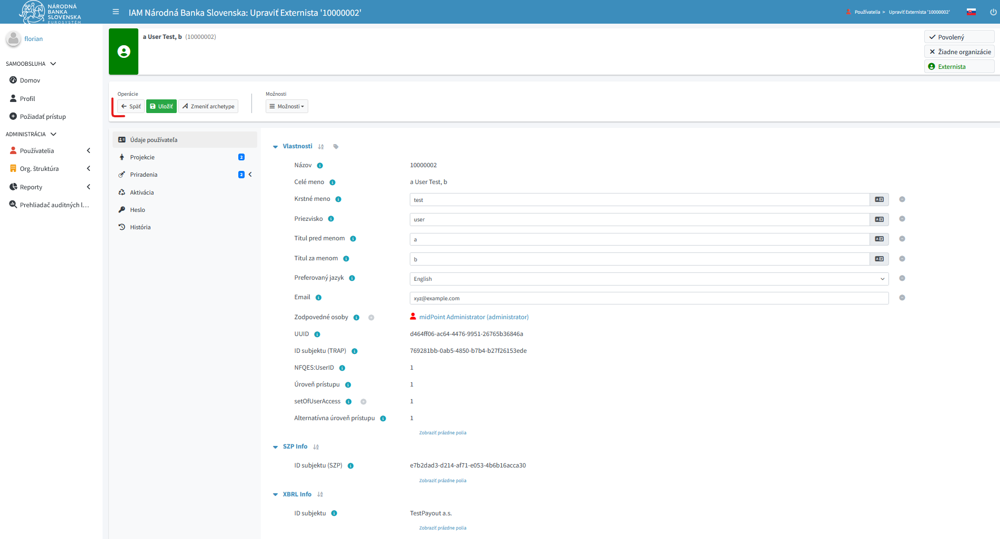 NÁRODNÁ
BANKA
SLOVENSKA
EUROSYSTÉM
IAM Národná Banka Slovenska: Upraviť Externista '10000002'
Používatelia > Upraviť Externista '10000002'
florian
SAMOOBSLUHA
Domov
Profil
Požiadať prístup
ADMINISTRÁCIA
Používatelia
Org. štruktúra
Reporty
Prehliadač auditných l...
a User Test, b (10000002)
Povolený
Žiadne organizácie
Externista
Operácie
Späť
Uložiť
Zmeniť archetype
Možnosti
Možnosti
Údaje používateľa
Projekcie 2
Priradenia 2
Aktivácia
Heslo
História
Vlastnosti
Názov 10000002
Celé meno a User Test, b
Krstné meno test
Priezvisko user
Titul pred menom a
Titul za menom b
Preferovaný jazyk English
Email xyz@example.com
Zodpovedné osoby midPoint Administrator (administrator)
UUID d464ff06-ac64-4476-9951-26765b36846a
ID subjektu (TRAP) 769281bb-0ab5-4850-b7b4-b27f26153ede
NFQES:UserID 1
Úroveň prístupu 1
setOfUserAccess 1
Alternatívna úroveň prístupu 1
Zobraziť prázdne polia
SZP Info
ID subjektu (SZP) e7b2dad3-d214-af71-e053-4b6b16acca30
Zobraziť prázdne polia
XBRL Info
ID subjektu TestPayout a.s.
Zobraziť prázdne polia